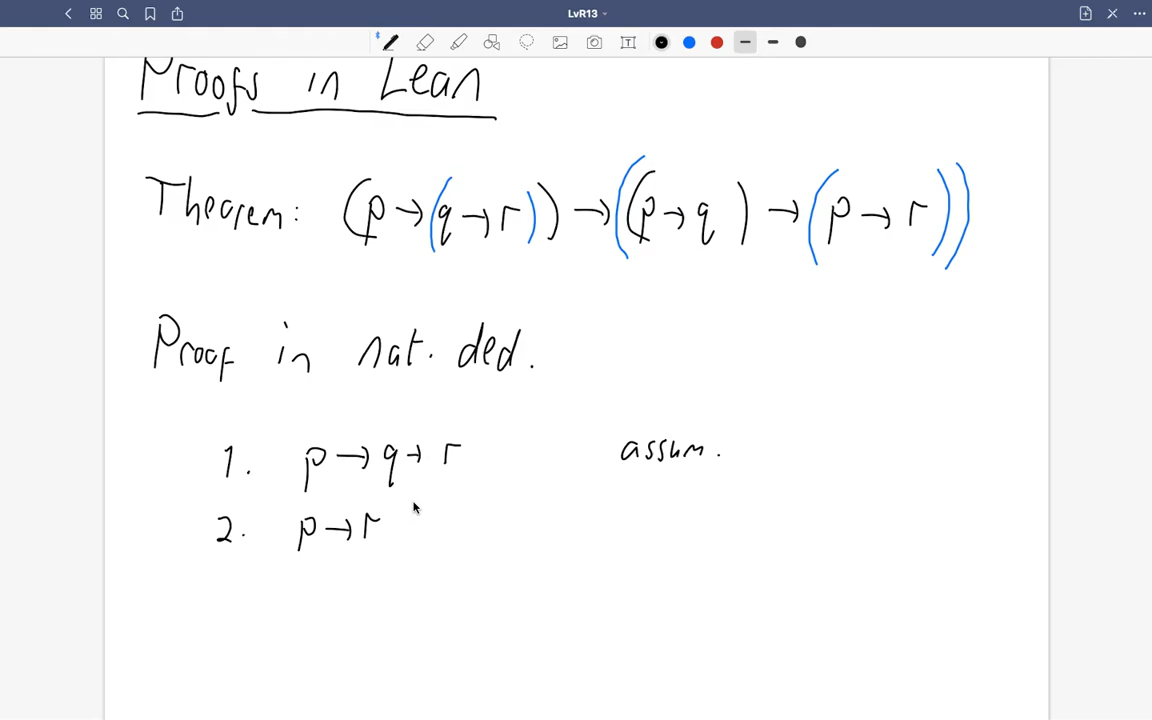 LvR13
Proofs in Lean
Theorem: (p → (q → r)) → ((p → q) → (p → r))
Proof in nat. ded.
1. p → q → r assum.
2. p → r